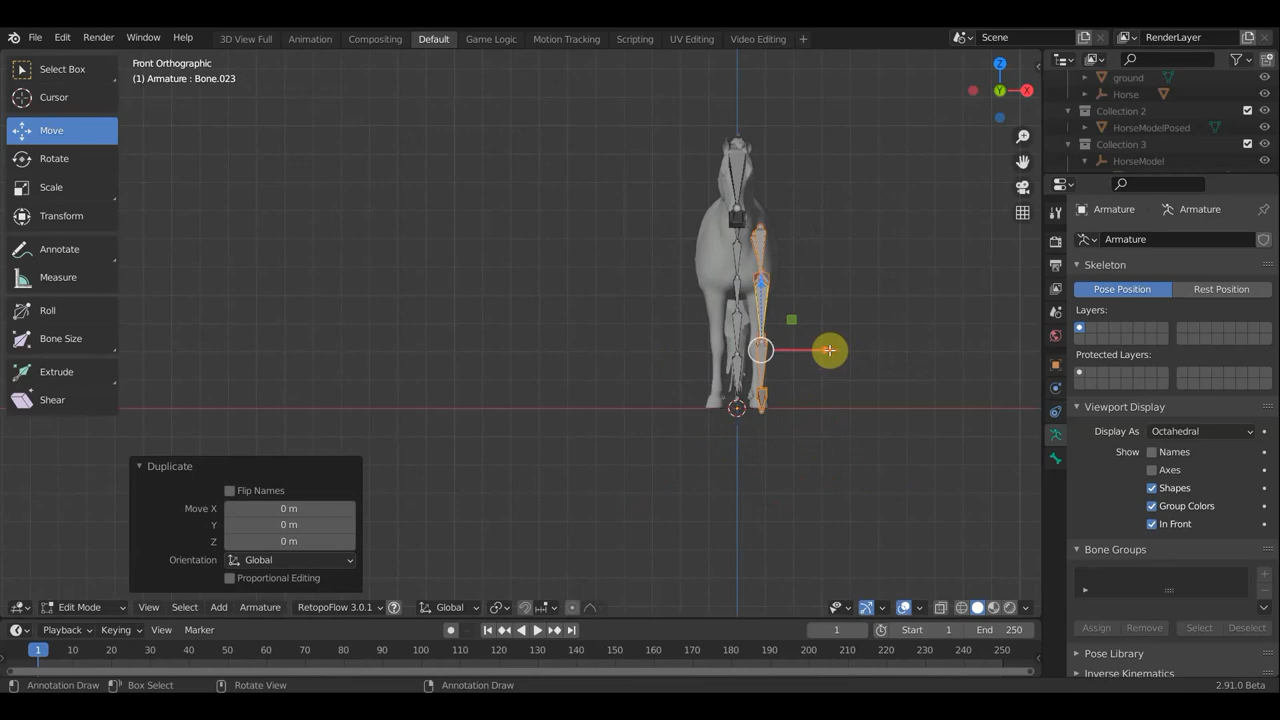 File Edit Render Window Help
3D View Full Animation Compositing Default Game Logic Motion Tracking Scripting UV Editing Video Editing +
Scene RenderLayer
Select Box
Cursor
Move
Rotate
Scale
Transform
Annotate
Measure
Roll
Bone Size
Extrude
Shear
Front Orthographic
(1) Armature : Bone.023
Z
Y
X
ground
Horse
Collection 2
HorseModelPosed
Collection 3
HorseModel
Armature Armature
Armature
Skeleton
Pose Position Rest Position
Layers:
Protected Layers:
Viewport Display
Display As Octahedral
Show Names
Axes
Shapes
Group Colors
In Front
Bone Groups
Assign Remove Select Deselect
Pose Library
Inverse Kinematics
Duplicate
Flip Names
Move X 0 m
Y 0 m
Z 0 m
Orientation Global
Proportional Editing
Edit Mode View Select Add Armature RetopoFlow 3.0.1 Global
Playback Keying View Marker 1 Start 1 End 250
1 10 20 30 40 50 60 70 80 90 100 110 120 130 140 150 160 170 180 190 200 210 220 230 240 250
Annotation Draw Box Select Rotate View Annotation Draw 2.91.0 Beta